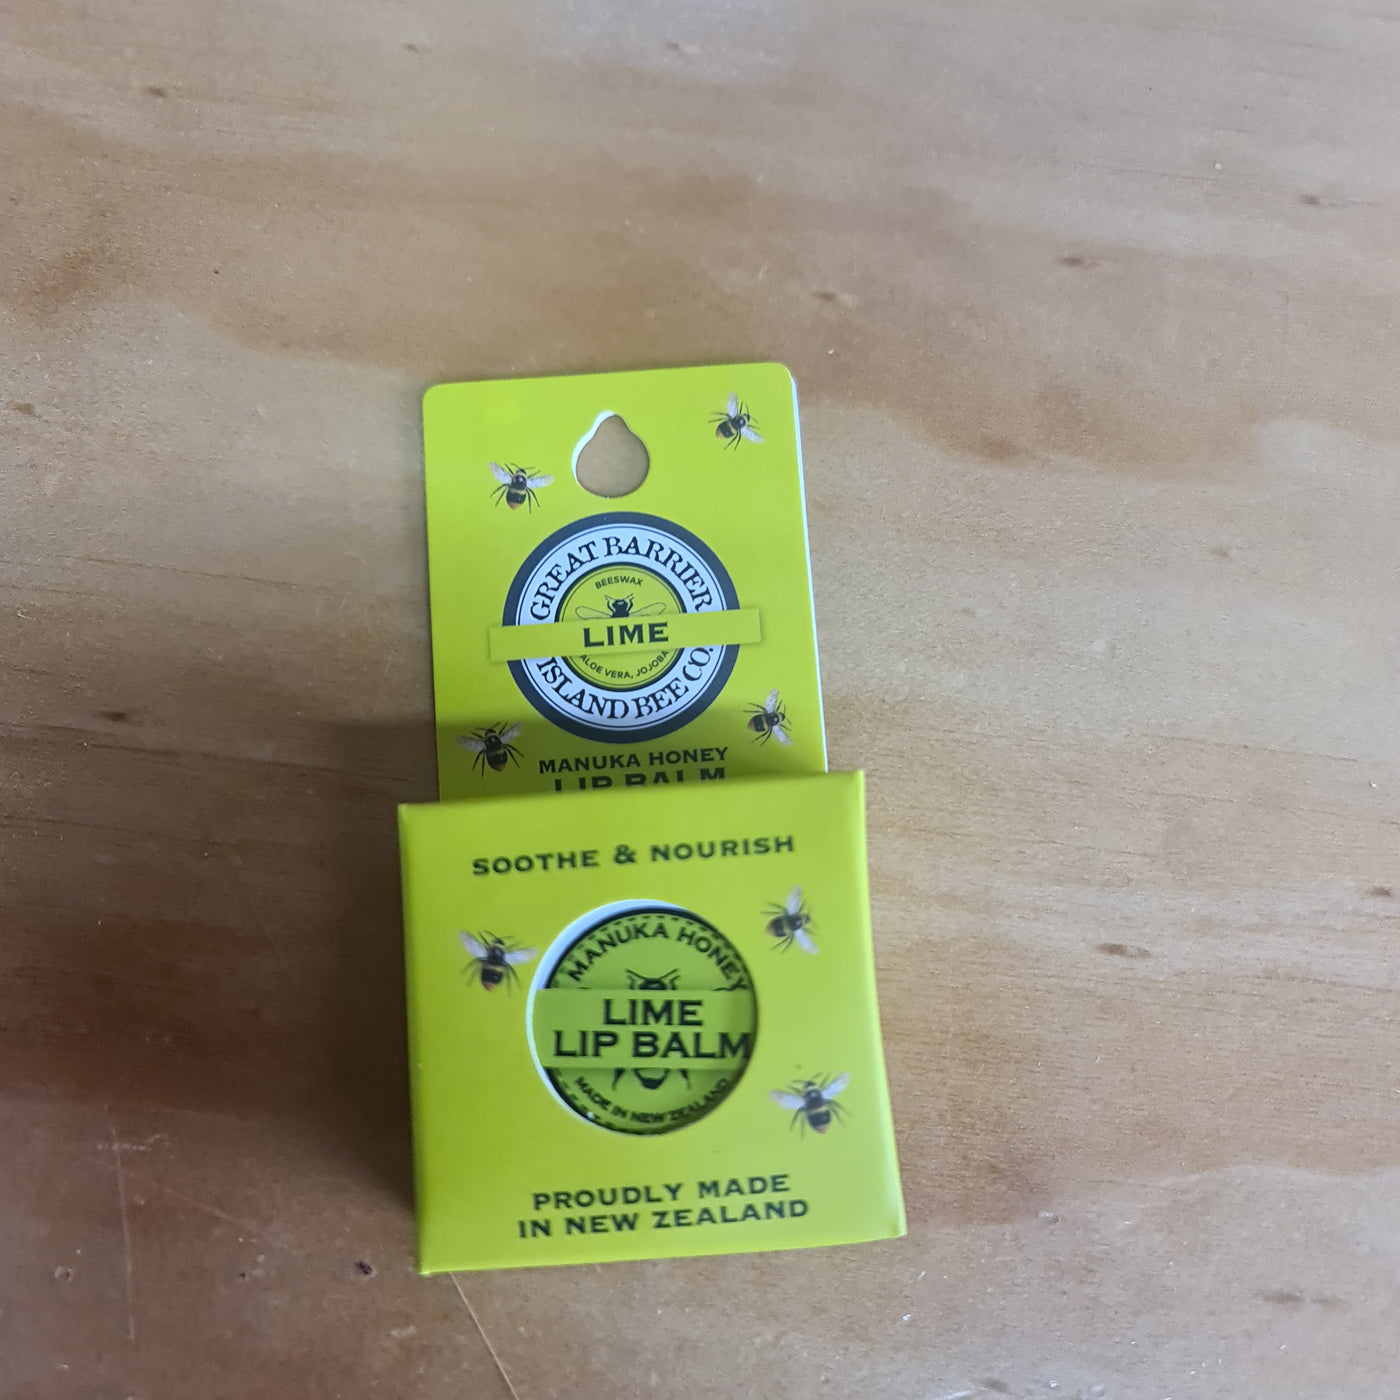 GREAT BARRIER
BEESWAX
LIME
ALOE VERA, JOJOBA
ISLAND BEE CO.
MANUKA HONEY
LIP BALM
SOOTHE & NOURISH
MANUKA HONEY
LIME
LIP BALM
MADE IN NEW ZEALAND
PROUDLY MADE
IN NEW ZEALAND